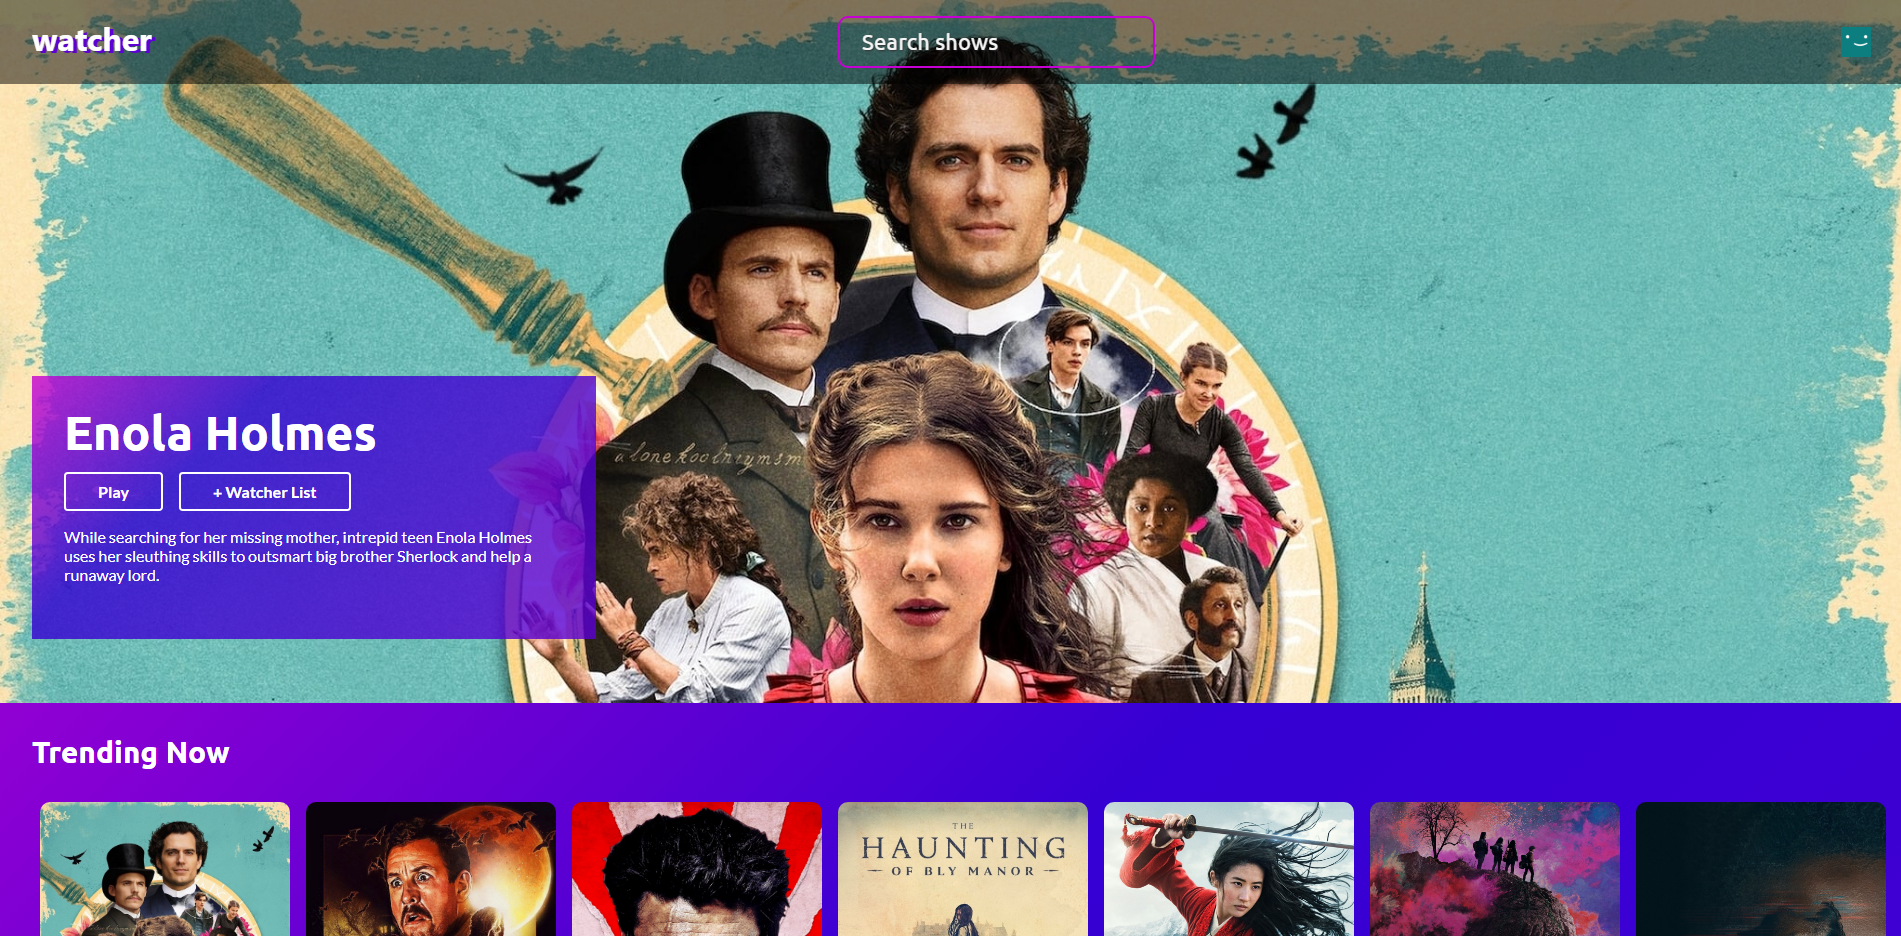 watcher
Search shows
Enola Holmes
Play
+ Watcher List
While searching for her missing mother, intrepid teen Enola Holmes
uses her sleuthing skills to outsmart big brother Sherlock and help a
runaway lord.
Trending Now
THE
HAUNTING
OF BLY MANOR